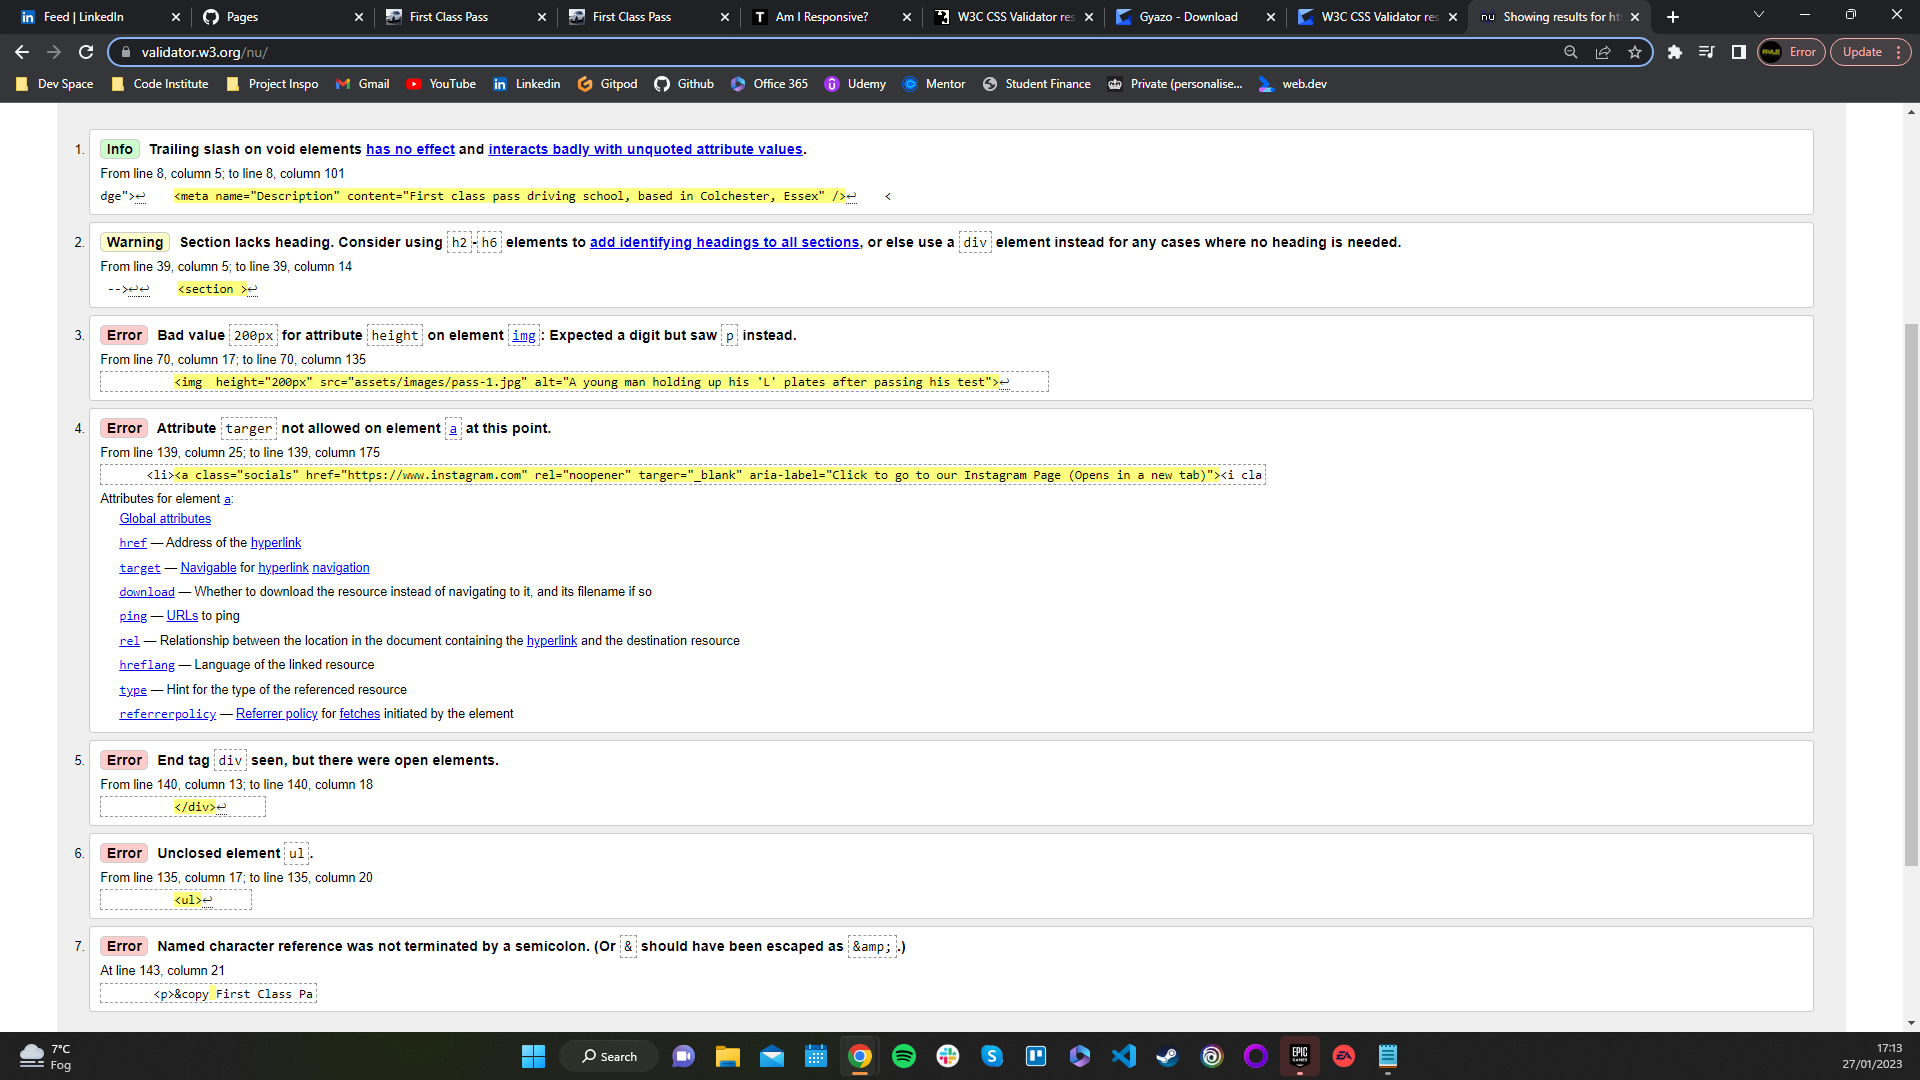 Feed | LinkedIn
Pages
First Class Pass
First Class Pass
Am I Responsive?
W3C CSS Validator res
Gyazo - Download
W3C CSS Validator res
Showing results for ht
validator.w3.org/nu/
Error
Update
Dev Space
Code Institute
Project Inspo
Gmail
YouTube
Linkedin
Gitpod
Github
Office 365
Udemy
Mentor
Student Finance
Private (personalise...
web.dev
1. Info Trailing slash on void elements has no effect and interacts badly with unquoted attribute values.
From line 8, column 5; to line 8, column 101
dge">↩ <meta name="Description" content="First class pass driving school, based in Colchester, Essex" />↩ <
2. Warning Section lacks heading. Consider using h2-h6 elements to add identifying headings to all sections, or else use a div element instead for any cases where no heading is needed.
From line 39, column 5; to line 39, column 14
-->↩↩ <section >↩
3. Error Bad value 200px for attribute height on element img: Expected a digit but saw p instead.
From line 70, column 17; to line 70, column 135
<img  height="200px" src="assets/images/pass-1.jpg" alt="A young man holding up his 'L' plates after passing his test">↩
4. Error Attribute targer not allowed on element a at this point.
From line 139, column 25; to line 139, column 175
<li><a class="socials" href="https://www.instagram.com" rel="noopener" targer="_blank" aria-label="Click to go to our Instagram Page (Opens in a new tab)"><i cla
Attributes for element a:
Global attributes
href — Address of the hyperlink
target — Navigable for hyperlink navigation
download — Whether to download the resource instead of navigating to it, and its filename if so
ping — URLs to ping
rel — Relationship between the location in the document containing the hyperlink and the destination resource
hreflang — Language of the linked resource
type — Hint for the type of the referenced resource
referrerpolicy — Referrer policy for fetches initiated by the element
5. Error End tag div seen, but there were open elements.
From line 140, column 13; to line 140, column 18
</div>↩
6. Error Unclosed element ul.
From line 135, column 17; to line 135, column 20
<ul>↩
7. Error Named character reference was not terminated by a semicolon. (Or & should have been escaped as &amp;.)
At line 143, column 21
<p>&copy First Class Pa
7°C
Fog
Search
EPIC GAMES
EA
17:13
27/01/2023